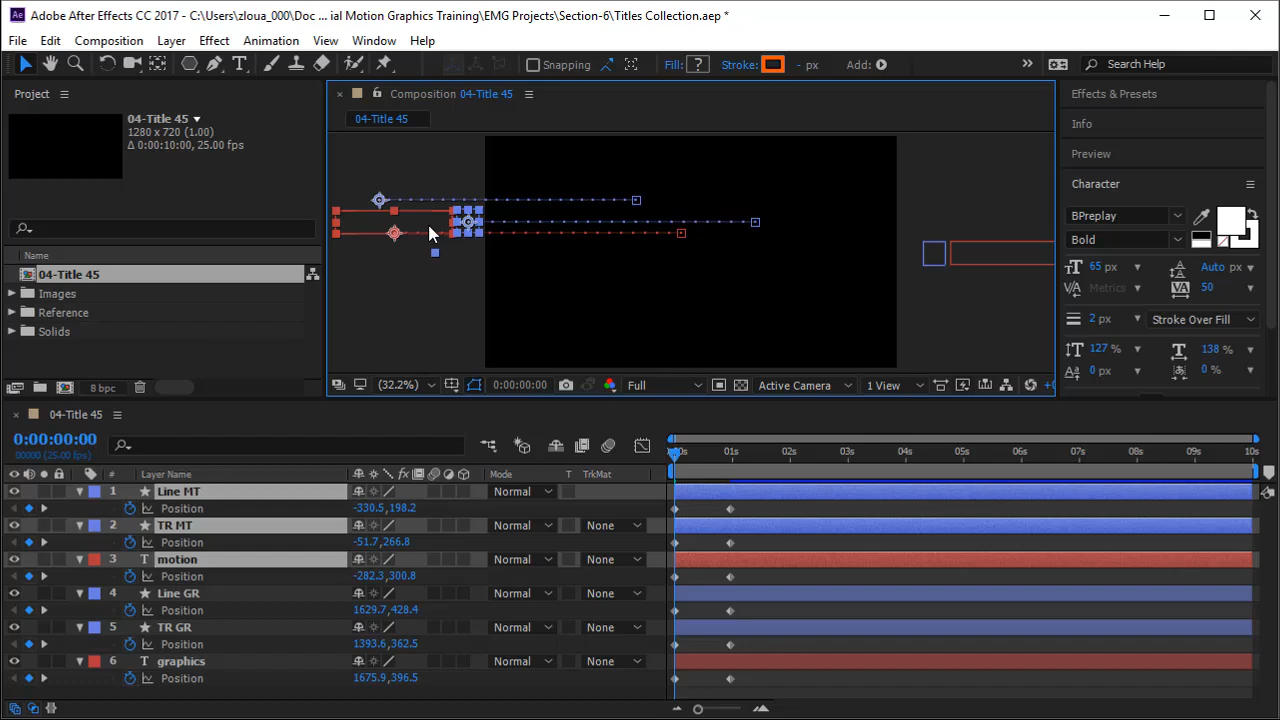 Adobe After Effects CC 2017 - C:\Users\zloua_000\Doc ... ial Motion Graphics Training\EMG Projects\Section-6\Titles Collection.aep *
File Edit Composition Layer Effect Animation View Window Help
Snapping Fill: ? Stroke: - px Add: Search Help
Project
04-Title 45
1280 x 720 (1.00)
Δ 0:00:10:00, 25.00 fps
Name
04-Title 45
Images
Reference
Solids
8 bpc
Composition 04-Title 45
04-Title 45
(32.2%) 0:00:00:00 Full Active Camera 1 View
Effects & Presets
Info
Preview
Character
BPreplay
Bold
65 px Auto px
Metrics 50
2 px Stroke Over Fill
127 % 138 %
0 px 0 %
04-Title 45
0:00:00:00
00000 (25.00 fps)
# Layer Name Mode T TrkMat
01s 02s 03s 04s 05s 06s 07s 08s 09s 10s
1 Line MT Normal
Position -330.5,198.2
2 TR MT Normal None
Position -51.7,266.8
3 T motion Normal None
Position -282.3,300.8
4 Line GR Normal None
Position 1629.7,428.4
5 TR GR Normal None
Position 1393.6,362.5
6 T graphics Normal None
Position 1675.9,396.5